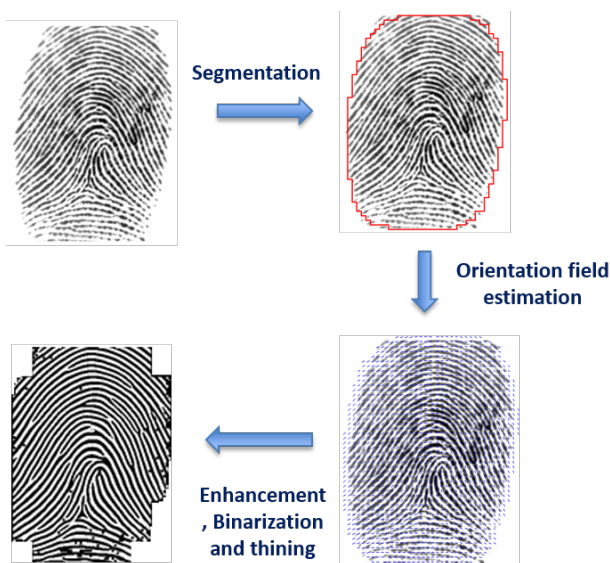 Segmentation
Orientation field
estimation
Enhancement
, Binarization
and thining